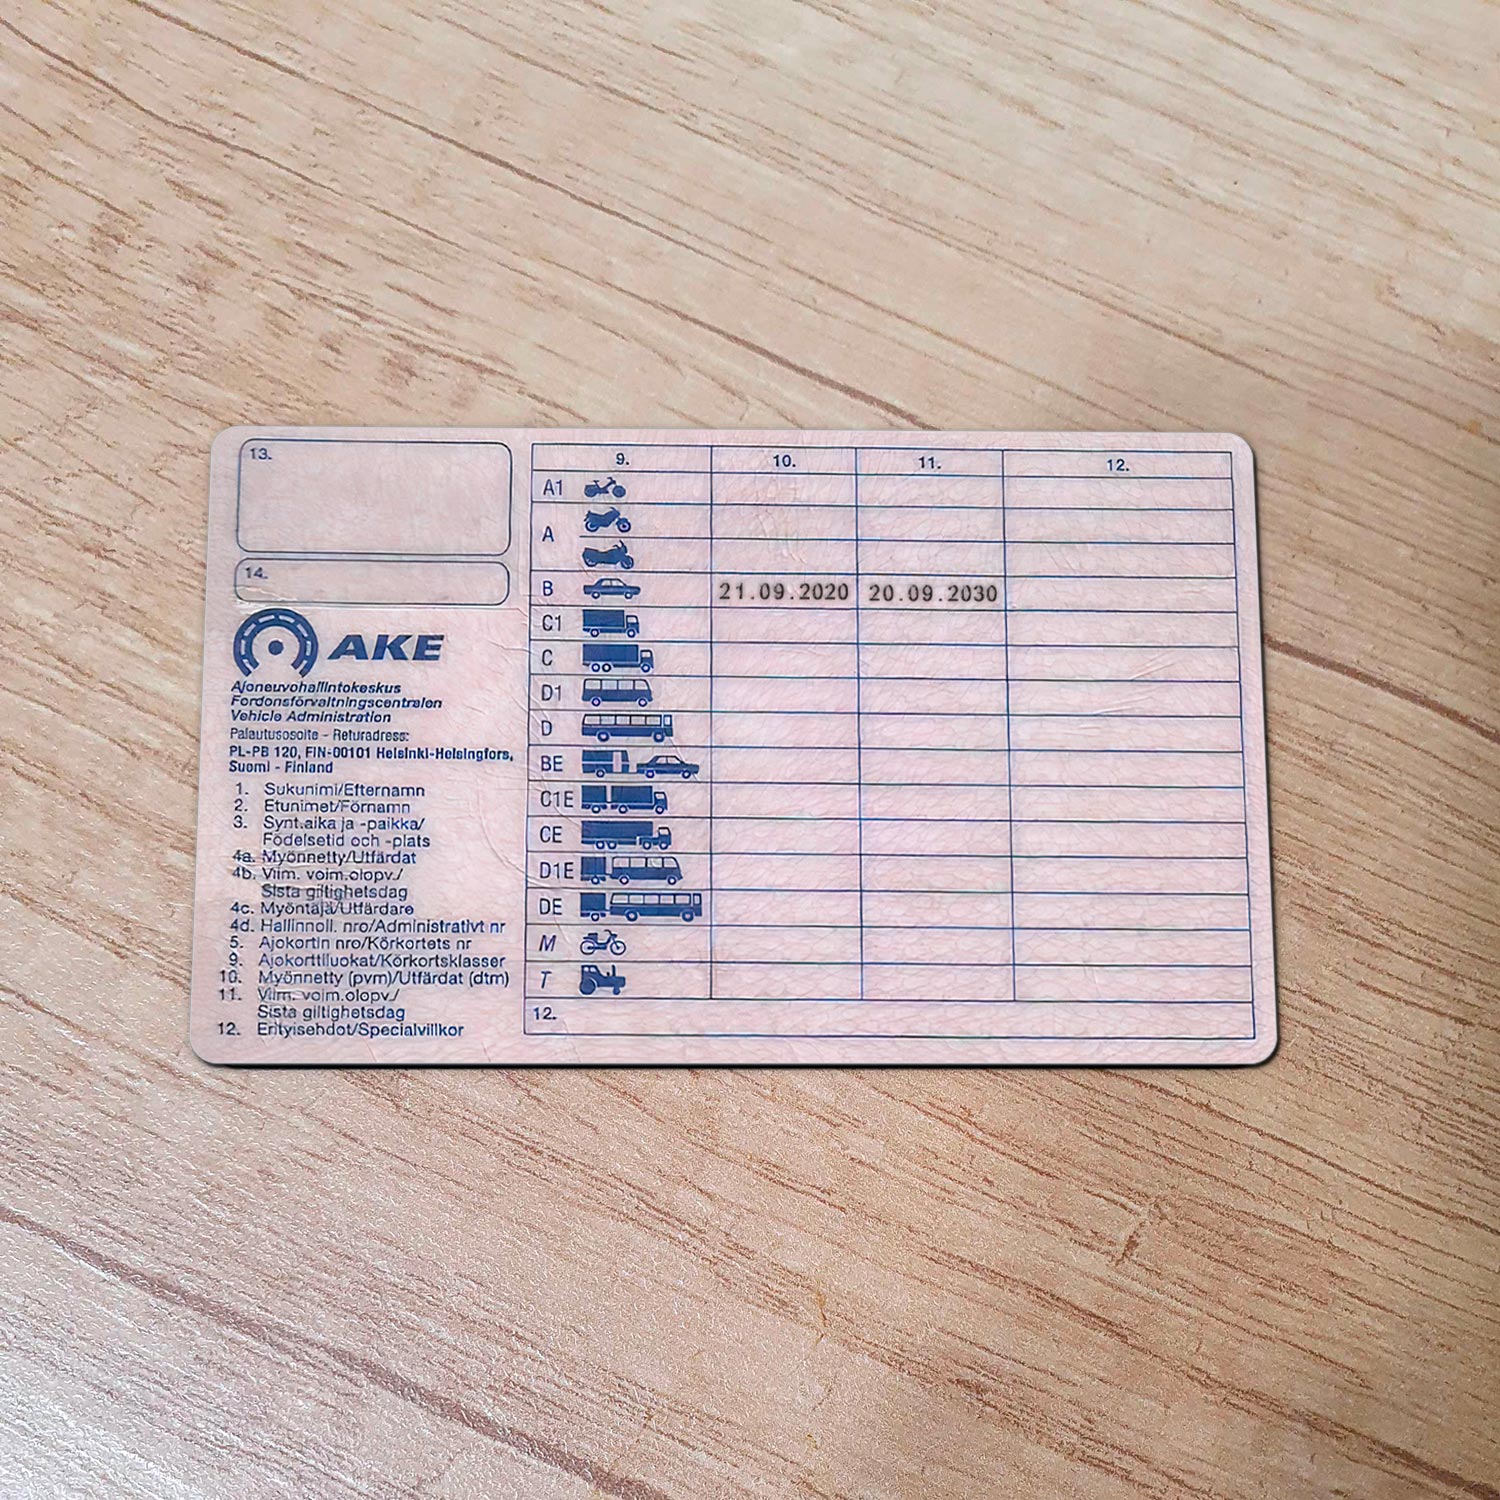 13.
14.
AKE
Ajoneuvohallintokeskus
Fordonsförvaltningscentralen
Vehicle Administration
Palautusosoite - Returadress:
PL-PB 120, FIN-00101 Helsinki-Helsingfors,
Suomi - Finland
1. Sukunimi/Efternamn
2. Etunimet/Förnamn
3. Synt.aika ja -paikka/
Födelsetid och -plats
4a. Myönnetty/Utfärdat
4b. Viim. voim.olopv./
Sista giltighetsdag
4c. Myöntäjä/Utfärdare
4d. Hallinnoll. nro/Administrativt nr
5. Ajokortin nro/Körkortets nr
9. Ajokorttiluokat/Körkortsklasser
10. Myönnetty (pvm)/Utfärdat (dtm)
11. Viim. voim.olopv./
Sista giltighetsdag
12. Erityisehdot/Specialvillkor
9. 10. 11. 12.
A1
A
B 21.09.2020 20.09.2030
C1
C
D1
D
BE
C1E
CE
D1E
DE
M
T
12.